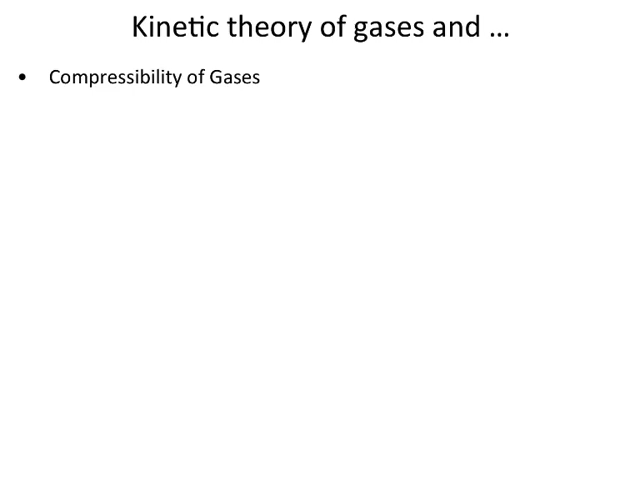 Kinetic theory of gases and …
• Compressibility of Gases